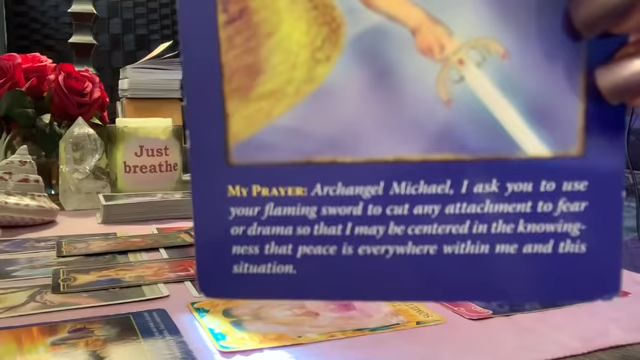 Just
breathe
MY PRAYER: Archangel Michael, I ask you to use
your flaming sword to cut any attachment to fear
or drama so that I may be centered in the knowing-
ness that peace is everywhere within me and this
situation.